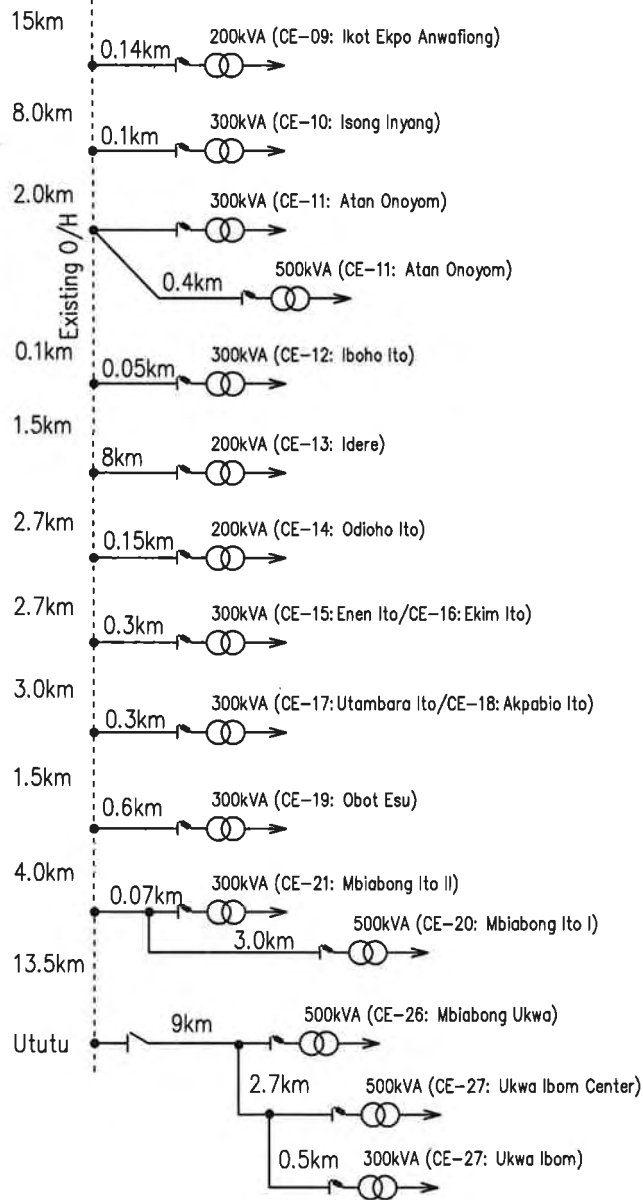 15km
0.14km
200kVA (CE-09: Ikot Ekpo Anwafiong)
8.0km
0.1km
300kVA (CE-10: Isong Inyang)
2.0km
300kVA (CE-11: Atan Onoyom)
Existing O/H
0.4km
500kVA (CE-11: Atan Onoyom)
0.1km
0.05km
300kVA (CE-12: Iboho Ito)
1.5km
8km
200kVA (CE-13: Idere)
2.7km
0.15km
200kVA (CE-14: Odioho Ito)
2.7km
0.3km
300kVA (CE-15: Enen Ito/CE-16: Ekim Ito)
3.0km
0.3km
300kVA (CE-17: Utambara Ito/CE-18: Akpabio Ito)
1.5km
0.6km
300kVA (CE-19: Obot Esu)
4.0km
0.07km
300kVA (CE-21: Mbiabong Ito II)
3.0km
500kVA (CE-20: Mbiabong Ito I)
13.5km
Ututu
9km
500kVA (CE-26: Mbiabong Ukwa)
2.7km
500kVA (CE-27: Ukwa Ibom Center)
0.5km
300kVA (CE-27: Ukwa Ibom)